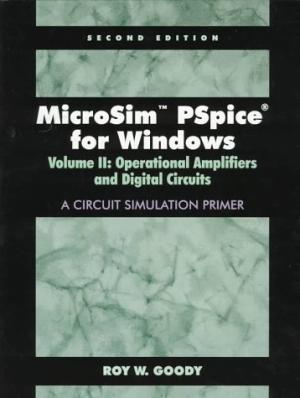 SECOND EDITION
MicroSim™ PSpice®
for Windows
Volume II: Operational Amplifiers
and Digital Circuits
A CIRCUIT SIMULATION PRIMER
ROY W. GOODY